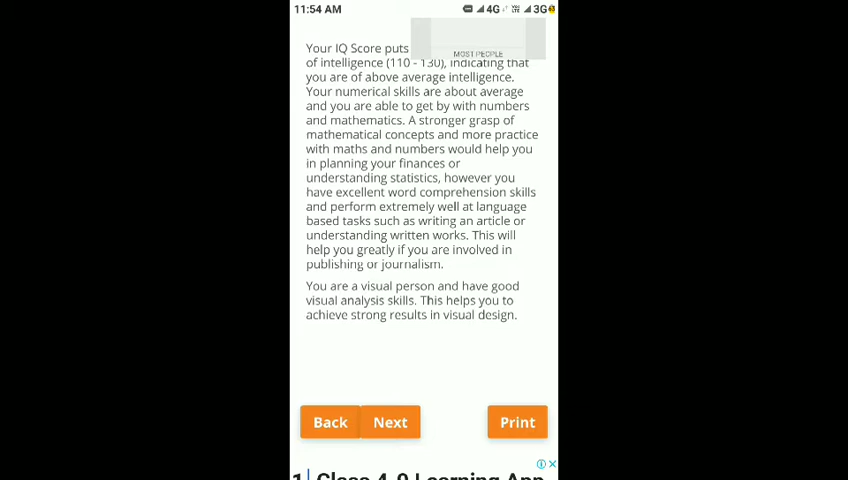 11:54 AM
4G
3G
MOST PEOPLE
Your IQ Score puts
of intelligence (110 - 130), indicating that
you are of above average intelligence.
Your numerical skills are about average
and you are able to get by with numbers
and mathematics. A stronger grasp of
mathematical concepts and more practice
with maths and numbers would help you
in planning your finances or
understanding statistics, however you
have excellent word comprehension skills
and perform extremely well at language
based tasks such as writing an article or
understanding written works. This will
help you greatly if you are involved in
publishing or journalism.
You are a visual person and have good
visual analysis skills. This helps you to
achieve strong results in visual design.
Back
Next
Print
Class 4-9 Learning App